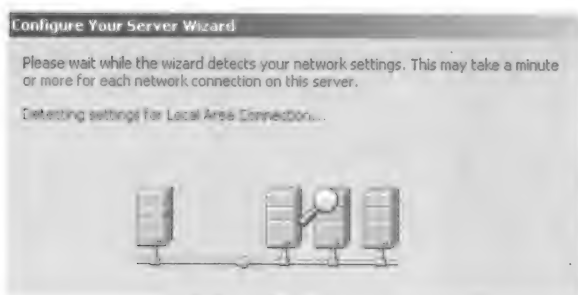 Configure Your Server Wizard
Please wait while the wizard detects your network settings. This may take a minute
or more for each network connection on this server.
Detecting settings for Local Area Connection...